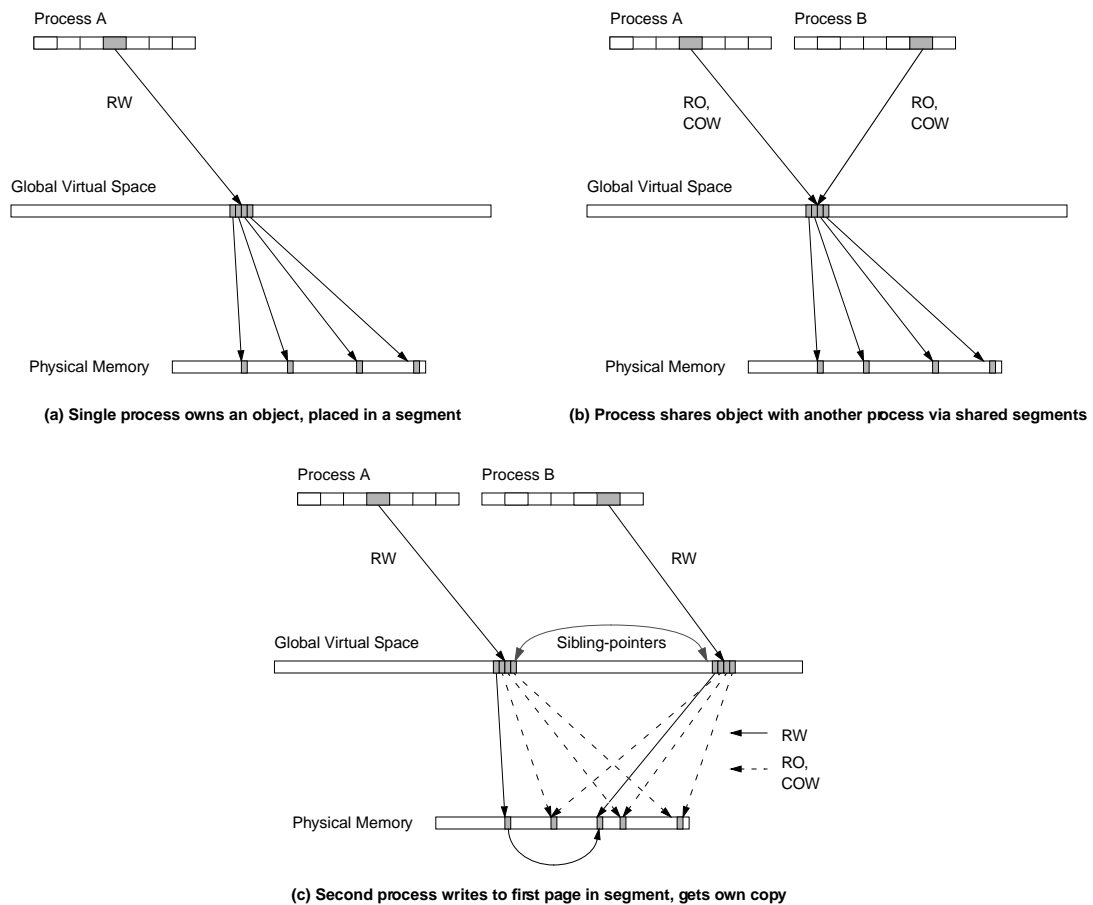 Process A
RW
Global Virtual Space
Physical Memory
(a) Single process owns an object, placed in a segment
Process A
Process B
RO,
COW
RO,
COW
Global Virtual Space
Physical Memory
(b) Process shares object with another process via shared segments
Process A
Process B
RW
RW
Global Virtual Space
Sibling-pointers
RW
RO,
COW
Physical Memory
(c) Second process writes to first page in segment, gets own copy